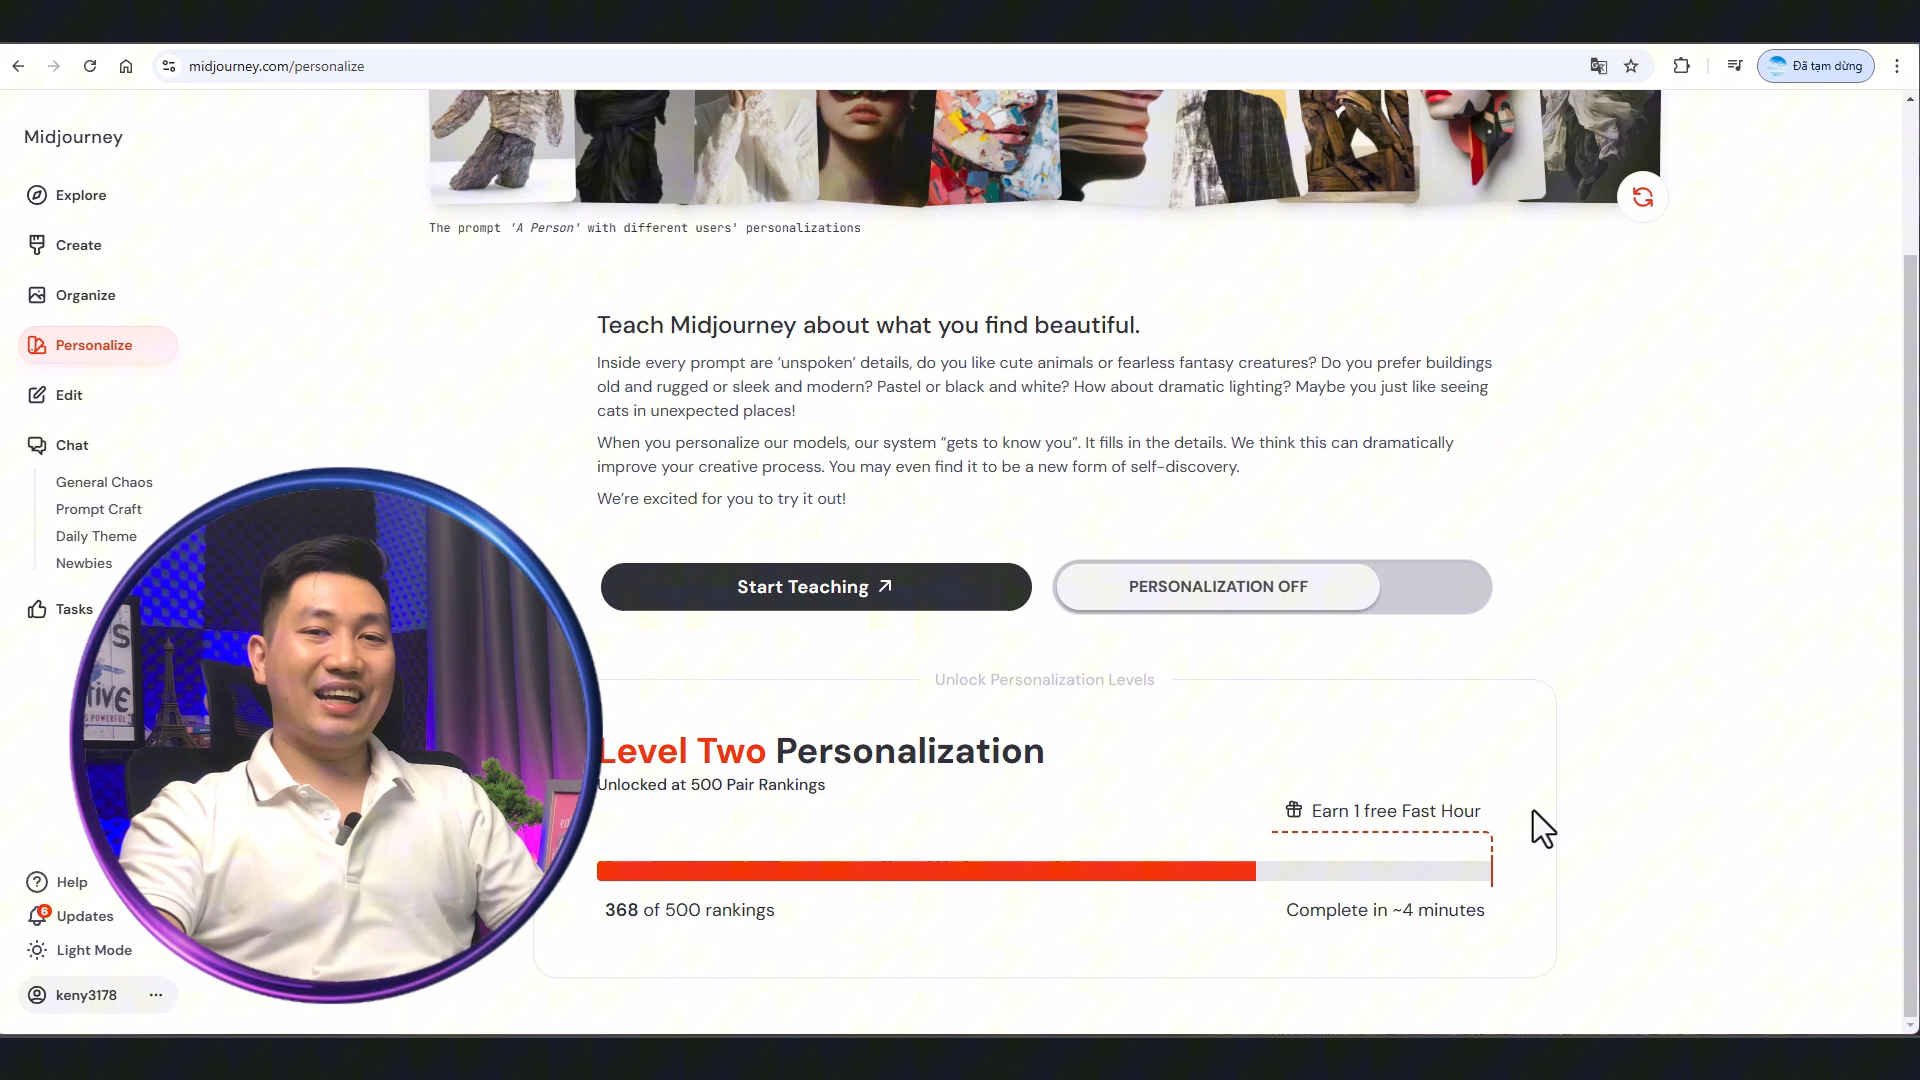 midjourney.com/personalize
Đã tạm dừng
Midjourney
Explore
Create
Organize
Personalize
Edit
Chat
General Chaos
Prompt Craft
Daily Theme
Newbies
Tasks
Help
6
Updates
Light Mode
keny3178
The prompt 'A Person' with different users' personalizations
Teach Midjourney about what you find beautiful.
Inside every prompt are ‘unspoken’ details, do you like cute animals or fearless fantasy creatures? Do you prefer buildings
old and rugged or sleek and modern? Pastel or black and white? How about dramatic lighting? Maybe you just like seeing
cats in unexpected places!
When you personalize our models, our system “gets to know you”. It fills in the details. We think this can dramatically
improve your creative process. You may even find it to be a new form of self-discovery.
We’re excited for you to try it out!
Start Teaching
PERSONALIZATION OFF
Unlock Personalization Levels
Level Two Personalization
Unlocked at 500 Pair Rankings
Earn 1 free Fast Hour
368 of 500 rankings
Complete in ~4 minutes